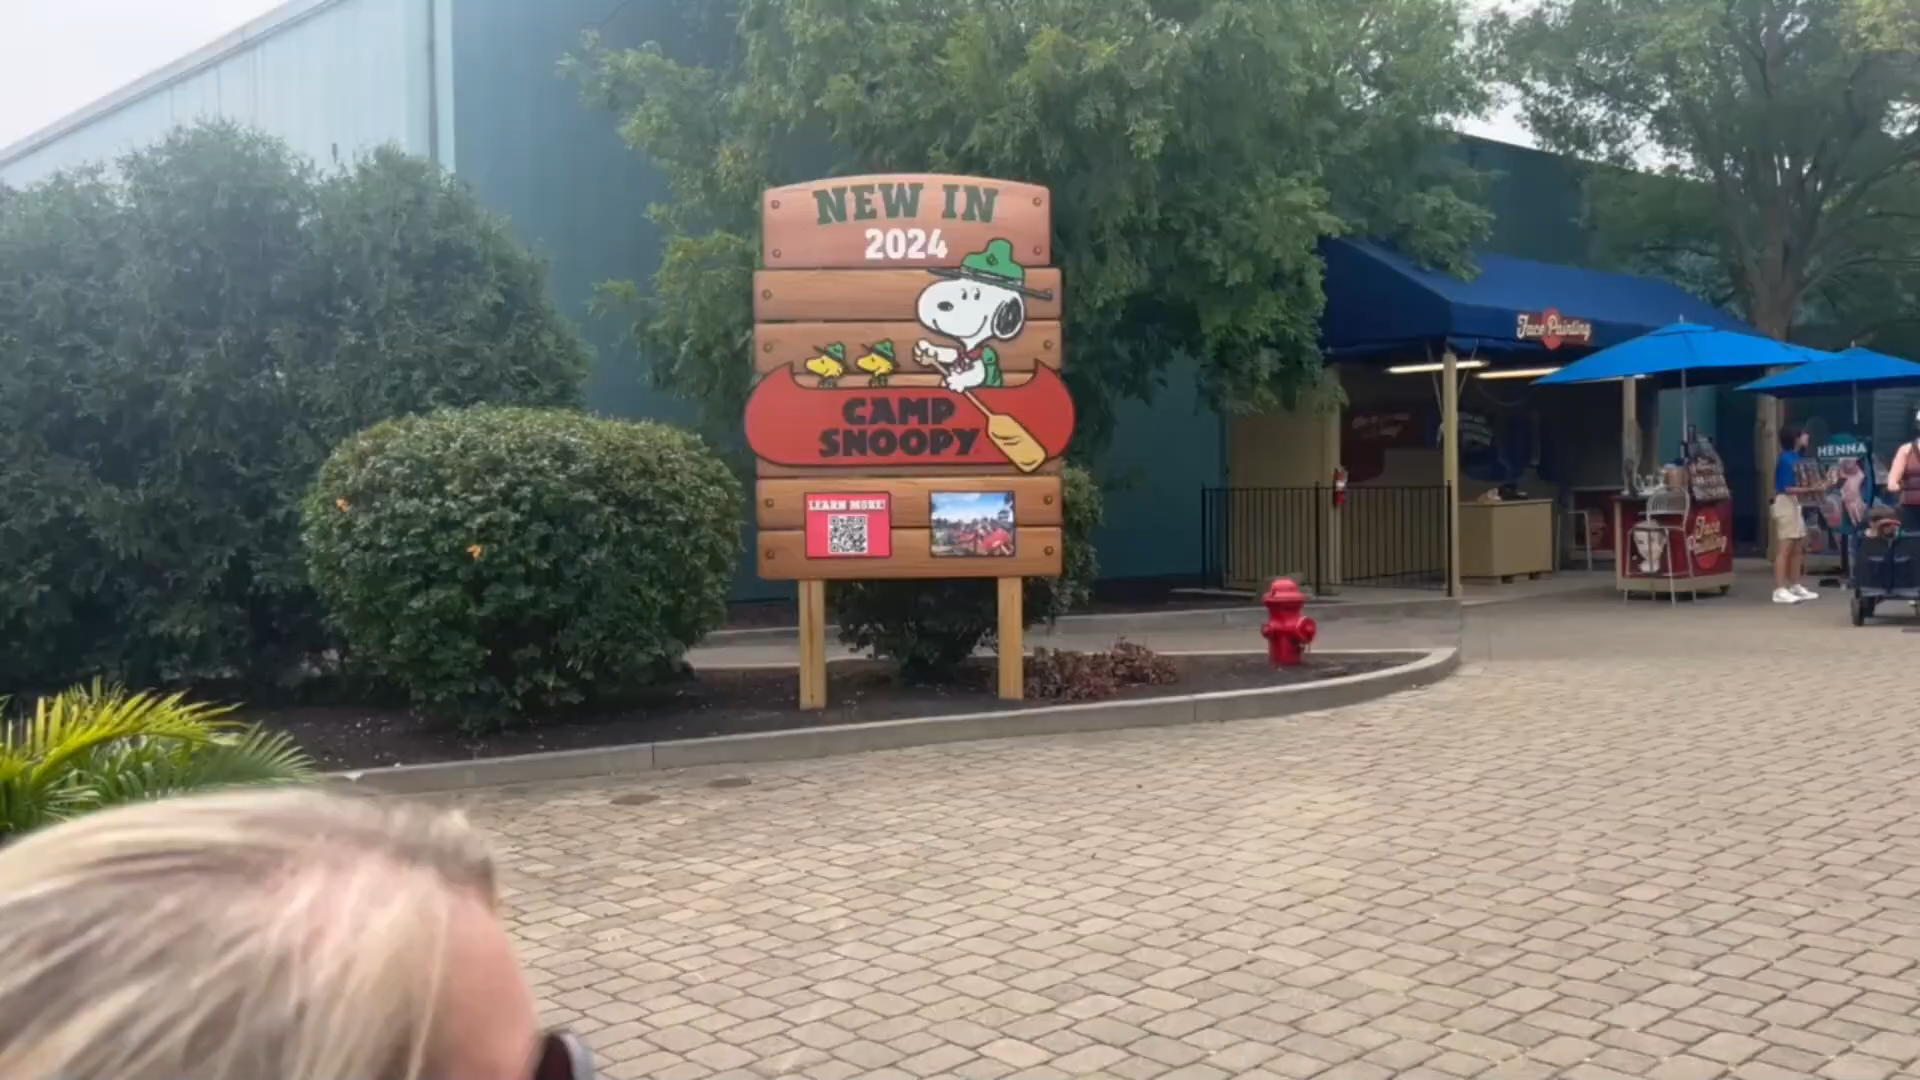 NEW IN
2024
CAMP
SNOOPY
LEARN MORE!
Face Painting
HENNA
Face
Painting